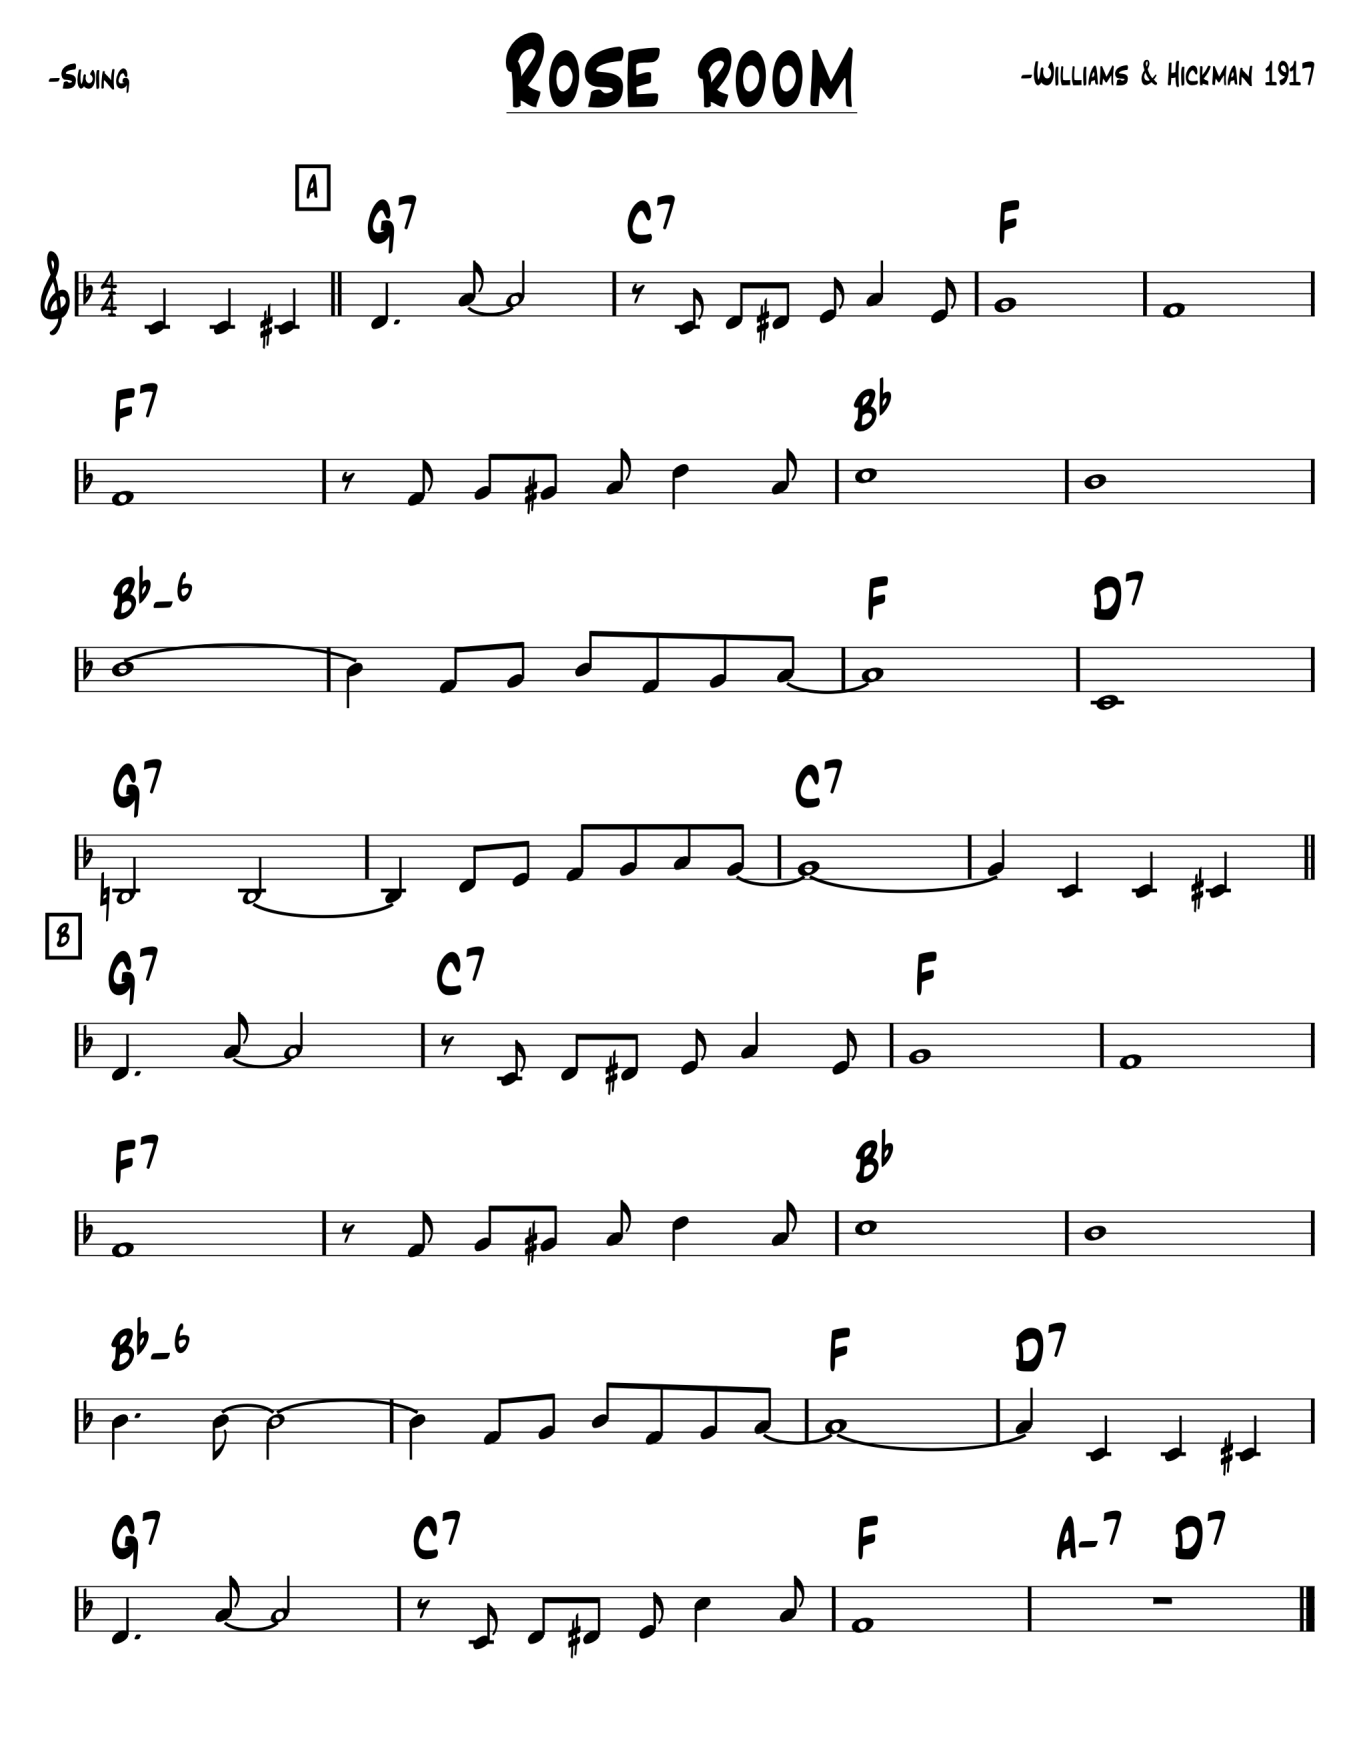 -Swing
Rose Room
-Williams & Hickman 1917
A
G7 C7 F
4
4
F7 B♭
B♭-6 F D7
G7 C7
B
G7 C7 F
F7 B♭
B♭-6 F D7
G7 C7 F A-7 D7